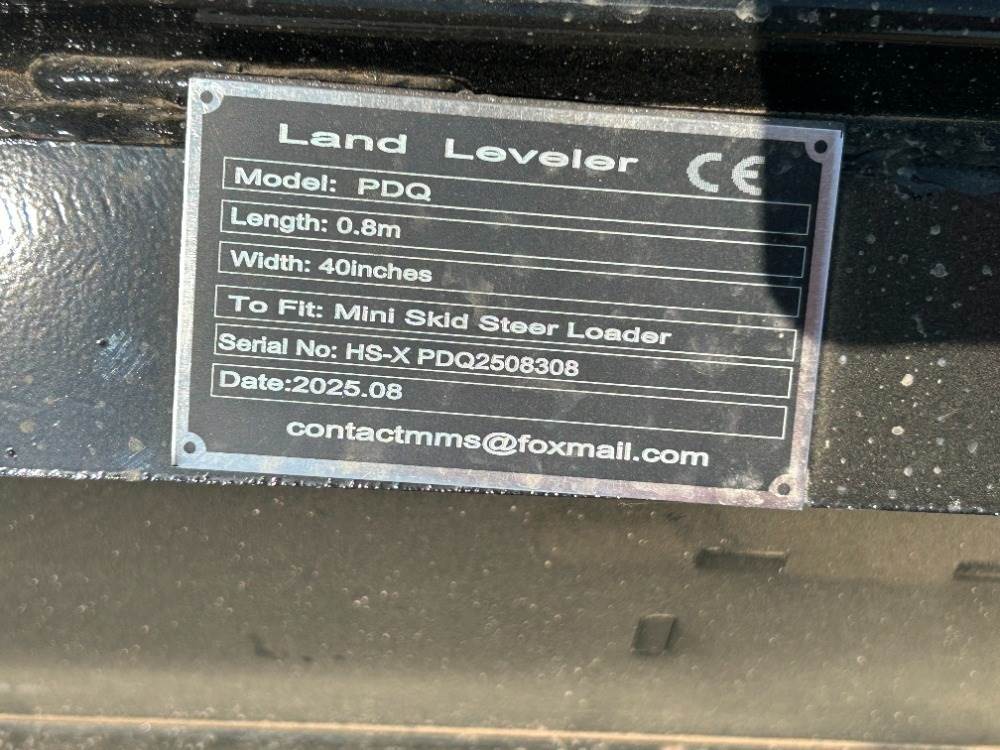 Land Leveler CE
Model: PDQ
Length: 0.8m
Width: 40inches
To Fit: Mini Skid Steer Loader
Serial No: HS-X PDQ2508308
Date:2025.08
contactmms@foxmail.com